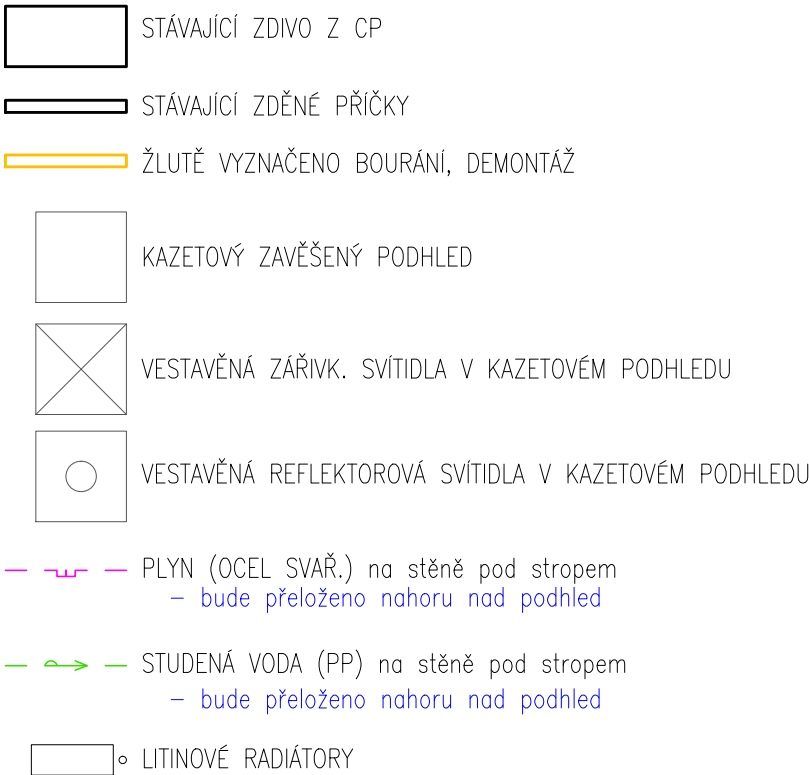 STÁVAJÍCÍ ZDIVO Z CP
STÁVAJÍCÍ ZDĚNÉ PŘÍČKY
ŽLUTĚ VYZNAČENO BOURÁNÍ, DEMONTÁŽ
KAZETOVÝ ZAVĚŠENÝ PODHLED
VESTAVĚNÁ ZÁŘIVK. SVÍTIDLA V KAZETOVÉM PODHLEDU
VESTAVĚNÁ REFLEKTOROVÁ SVÍTIDLA V KAZETOVÉM PODHLEDU
PLYN (OCEL SVAŘ.) na stěně pod stropem
– bude přeloženo nahoru nad podhled
STUDENÁ VODA (PP) na stěně pod stropem
– bude přeloženo nahoru nad podhled
LITINOVÉ RADIÁTORY